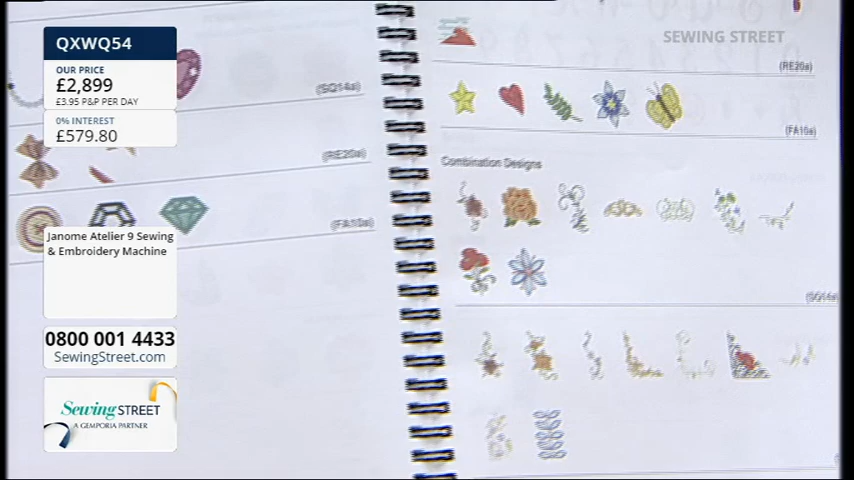 QXWQ54
OUR PRICE
£2,899
£3.95 P&P PER DAY
0% INTEREST
£579.80
Janome Atelier 9 Sewing
& Embroidery Machine
0800 001 4433
SewingStreet.com
Sewing STREET
A GEMPORIA PARTNER
(SQ14a)
(RE20a)
(FA10a)
SEWING STREET
(RE20a)
(FA10a)
Combination Designs
(SQ14a)